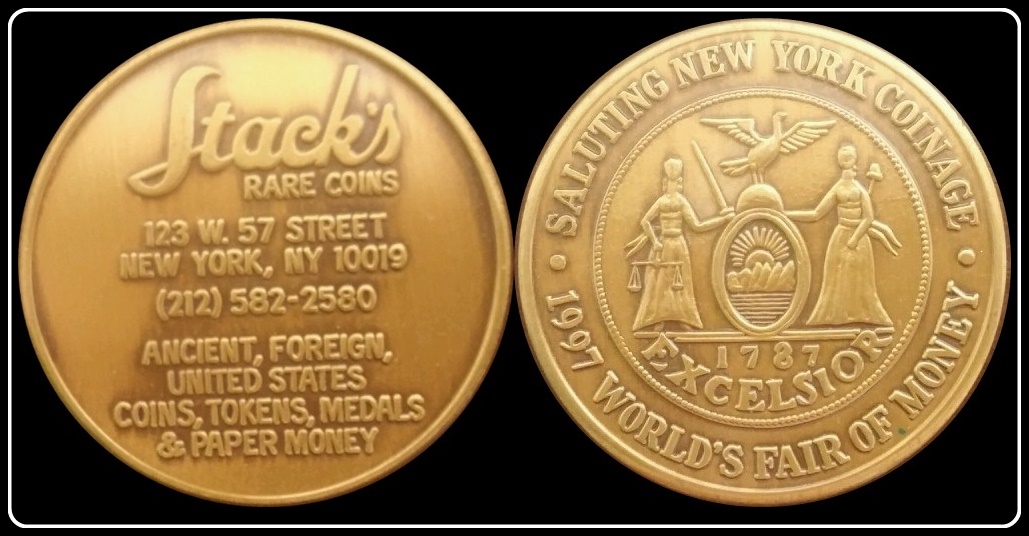 Stack's
RARE COINS
123 W. 57 STREET
NEW YORK, NY 10019
(212) 582-2580
ANCIENT, FOREIGN,
UNITED STATES
COINS, TOKENS, MEDALS
& PAPER MONEY
• SALUTING NEW YORK COINAGE •
1787
EXCELSIOR
1997 WORLD'S FAIR OF MONEY